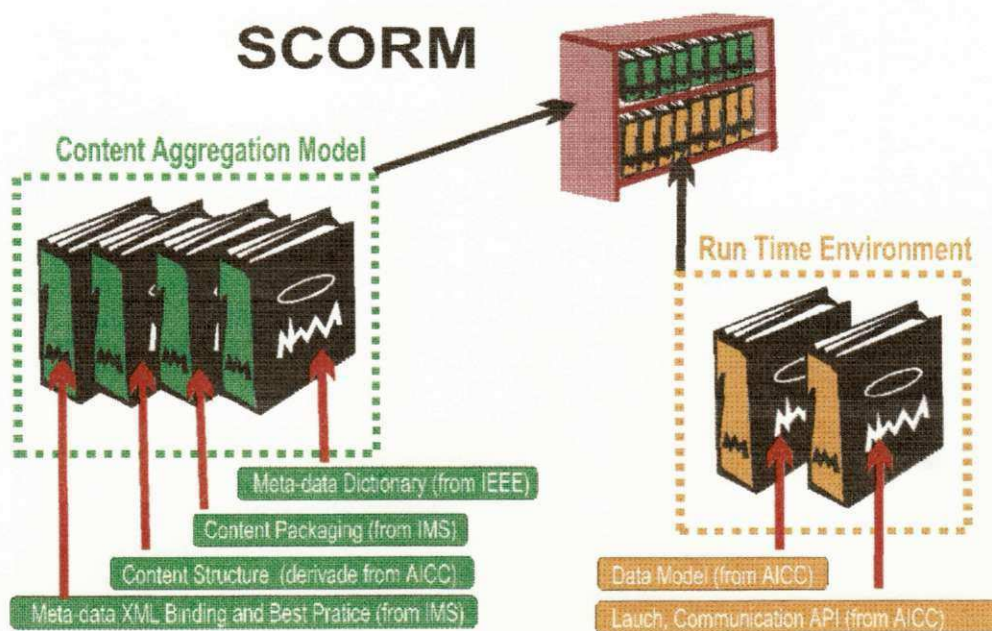 SCORM
Content Aggregation Model
Run Time Environment
Meta-data Dictionary (from IEEE)
Content Packaging (from IMS)
Content Structure (derivade from AICC)
Meta-data XML Binding and Best Pratice (from IMS)
Data Model (from AICC)
Lauch, Communication API (from AICC)